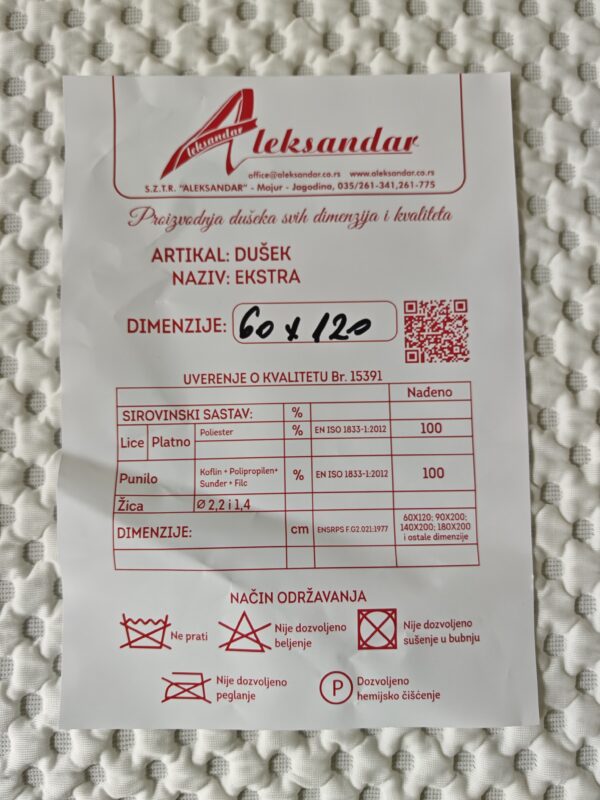 Aleksandar
Aleksandar
office@aleksandar.co.rs www.aleksandar.co.rs
S.Z.T.R. "ALEKSANDAR" - Majur - Jagodina, 035/261-341,261-775
Proizvodnja dušeka svih dimenzija i kvaliteta
ARTIKAL: DUŠEK
NAZIV: EKSTRA
DIMENZIJE: 60 x 120
UVERENJE O KVALITETU Br. 15391
Nađeno
SIROVINSKI SASTAV: %
Lice Platno Poliester % EN ISO 1833-1:2012 100
Punilo Koflin + Polipropilen+ Sunđer + Filc % EN ISO 1833-1:2012 100
Žica Ø 2,2 i 1,4
DIMENZIJE: cm ENSRPS F.G2.021:1977 60X120; 90X200; 140X200; 180X200 i ostale dimenzije
NAČIN ODRŽAVANJA
Ne prati
Nije dozvoljeno beljenje
Nije dozvoljeno sušenje u bubnju
Nije dozvoljeno peglanje
P Dozvoljeno hemijsko čišćenje